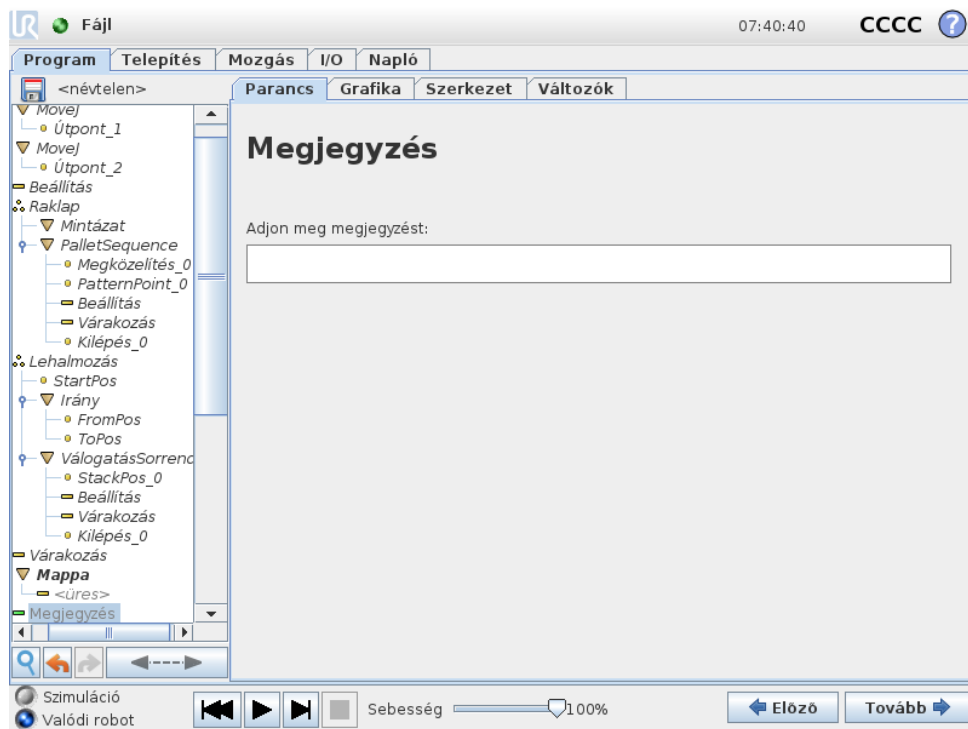 UR Fájl 07:40:40 CCCC ?
Program Telepítés Mozgás I/O Napló
<névtelen> Parancs Grafika Szerkezet Változók
MoveJ
Útpont_1
MoveJ
Útpont_2
Beállítás
Raklap
Mintázat
PalletSequence
Megközelítés_0
PatternPoint_0
Beállítás
Várakozás
Kilépés_0
Lehalmozás
StartPos
Irány
FromPos
ToPos
VálogatásSorrend
StackPos_0
Beállítás
Várakozás
Kilépés_0
Várakozás
Mappa
<üres>
Megjegyzés
Megjegyzés
Adjon meg megjegyzést:
Szimuláció
Valódi robot
Sebesség 100%
Előző Tovább